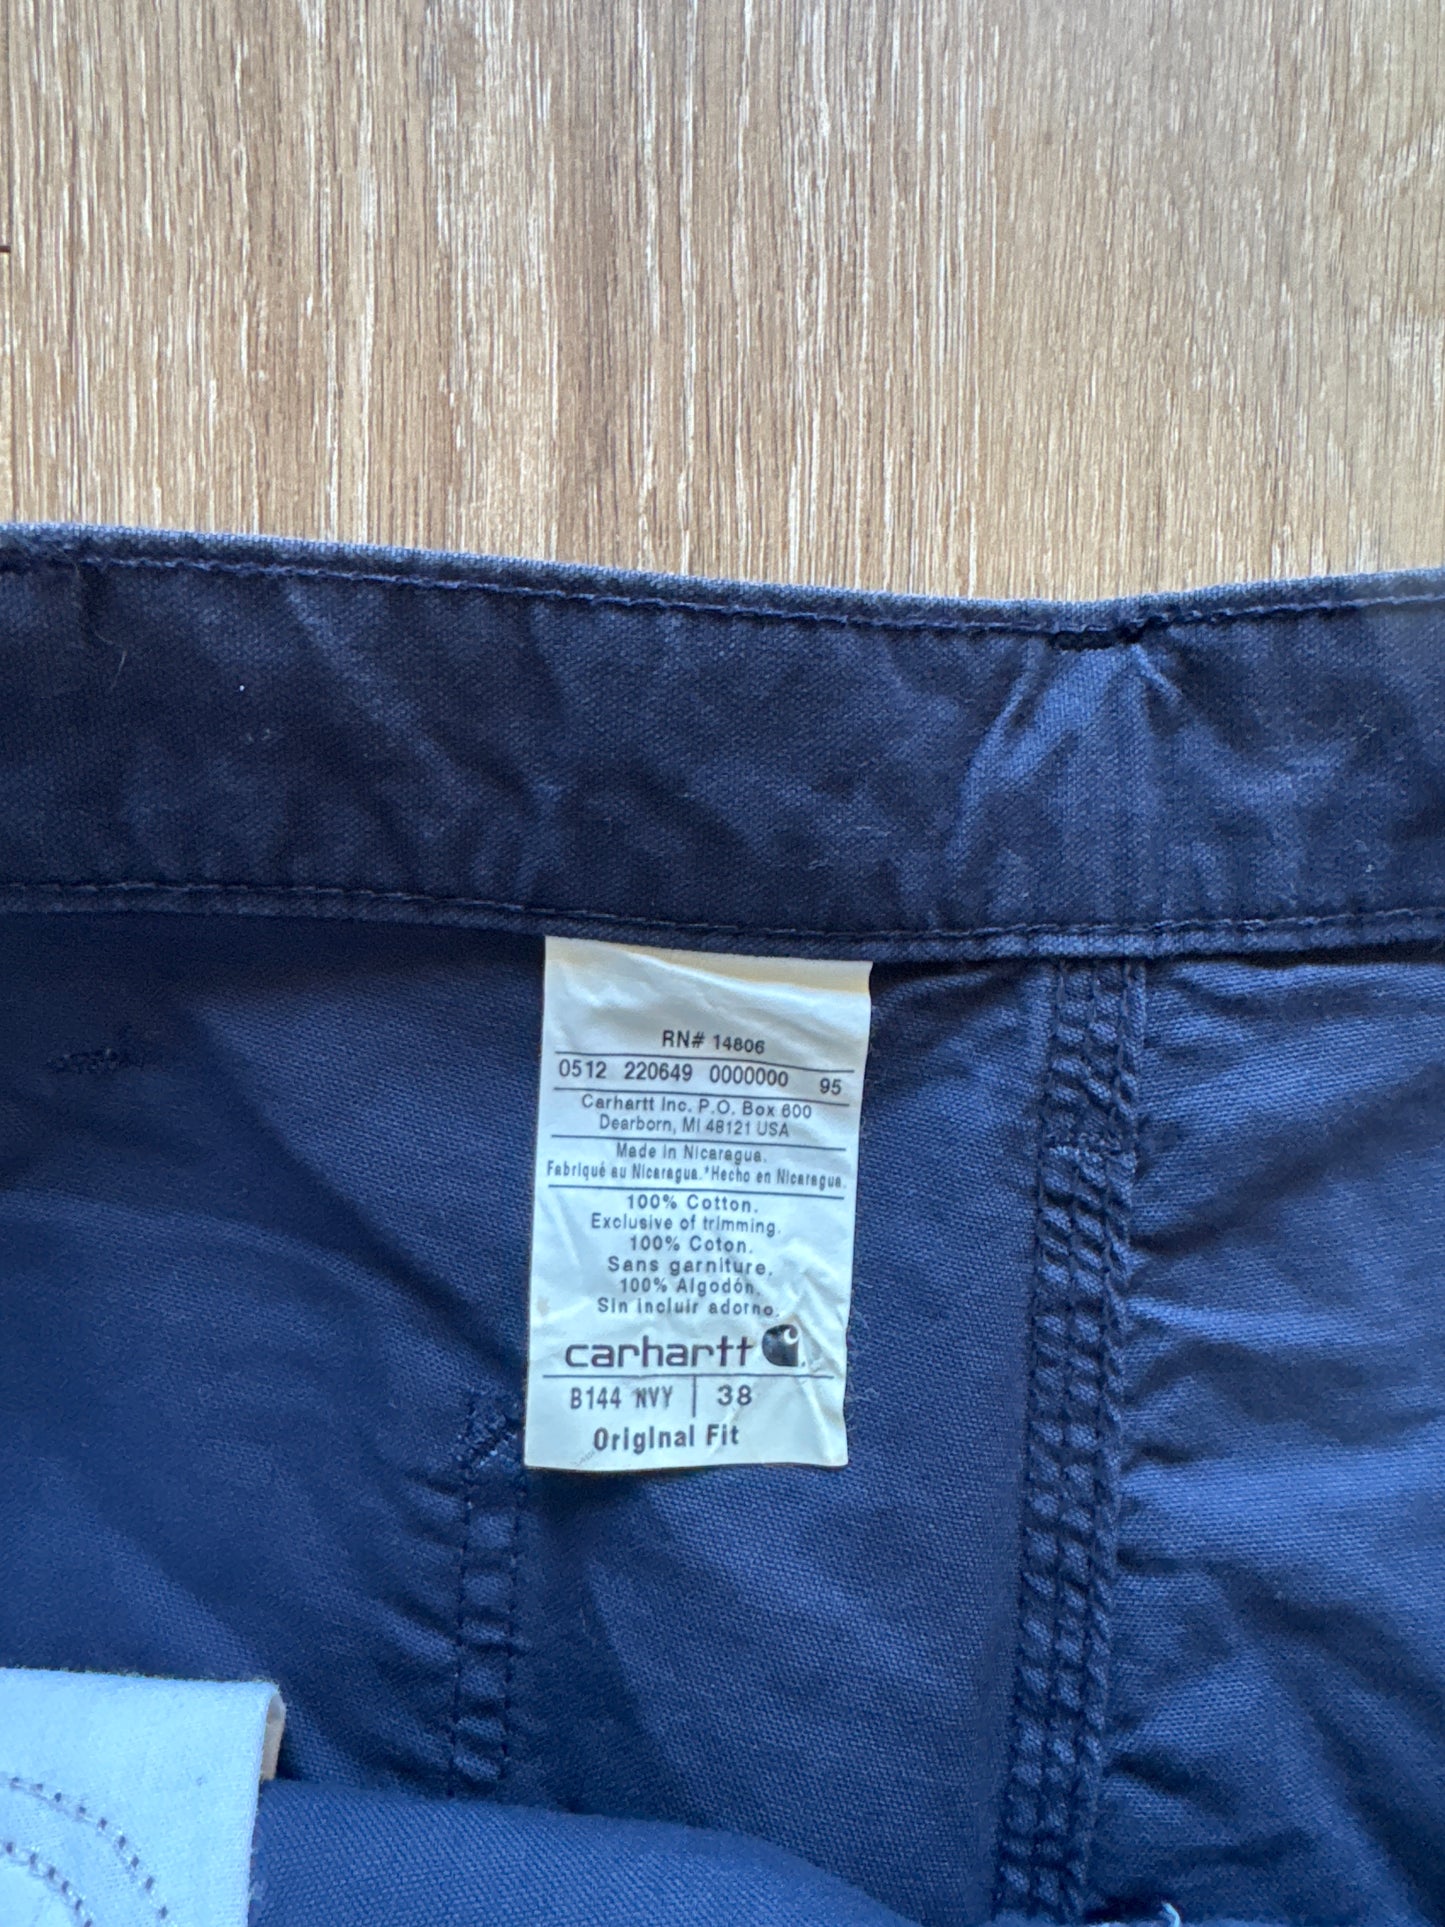 RN# 14806
0512 220649 0000000 95
Carhartt Inc. P.O. Box 600
Dearborn, MI 48121 USA
Made in Nicaragua.
Fabriqué au Nicaragua.*Hecho en Nicaragua.
100% Cotton.
Exclusive of trimming.
100% Coton.
Sans garniture.
100% Algodón.
Sin incluir adorno.
carhartt
B144 NVY | 38
Original Fit